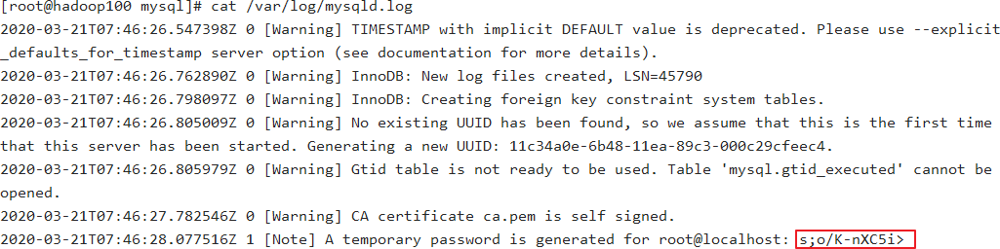 [root@hadoop100 mysql]# cat /var/log/mysqld.log
2020-03-21T07:46:26.547398Z 0 [Warning] TIMESTAMP with implicit DEFAULT value is deprecated. Please use --explicit
_defaults_for_timestamp server option (see documentation for more details).
2020-03-21T07:46:26.762890Z 0 [Warning] InnoDB: New log files created, LSN=45790
2020-03-21T07:46:26.798097Z 0 [Warning] InnoDB: Creating foreign key constraint system tables.
2020-03-21T07:46:26.805009Z 0 [Warning] No existing UUID has been found, so we assume that this is the first time
that this server has been started. Generating a new UUID: 11c34a0e-6b48-11ea-89c3-000c29cfeec4.
2020-03-21T07:46:26.805979Z 0 [Warning] Gtid table is not ready to be used. Table 'mysql.gtid_executed' cannot be
opened.
2020-03-21T07:46:27.782546Z 0 [Warning] CA certificate ca.pem is self signed.
2020-03-21T07:46:28.077516Z 1 [Note] A temporary password is generated for root@localhost: s;o/K-nXC5i>